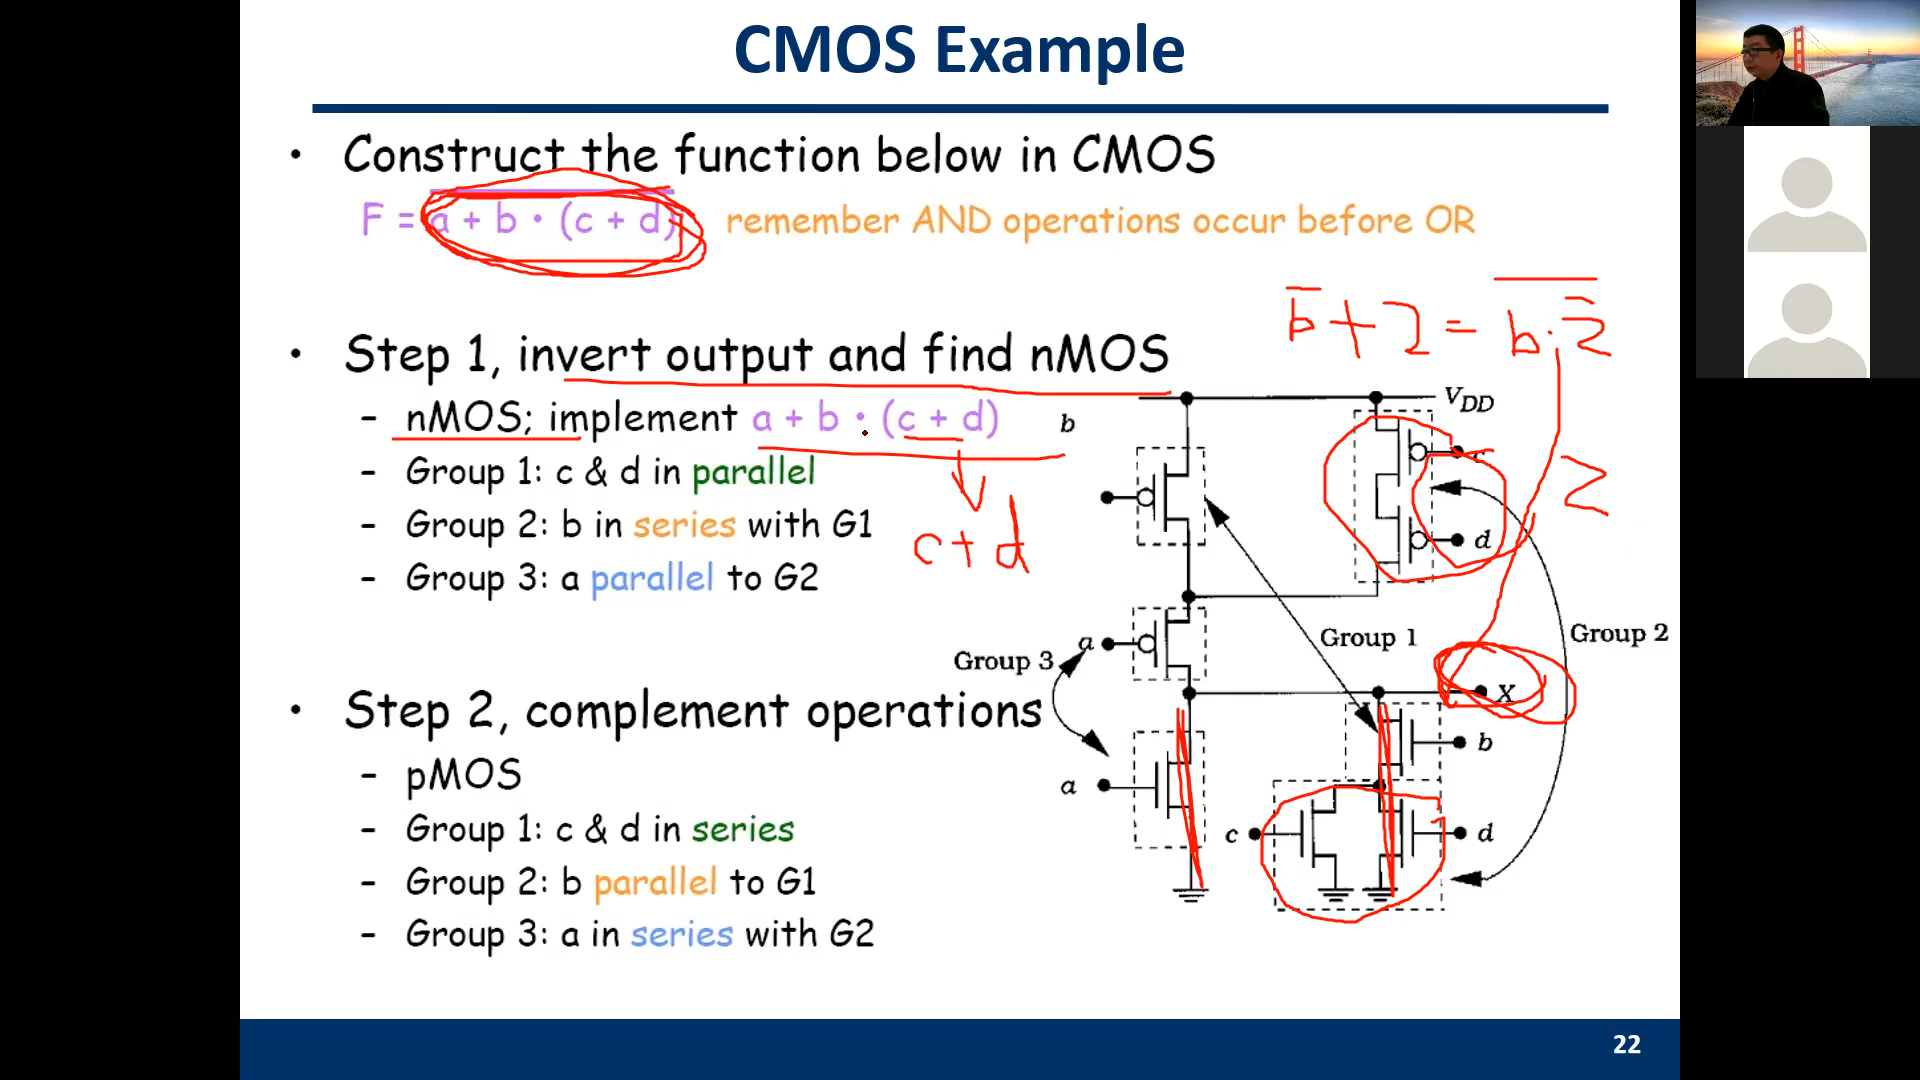 CMOS Example
• Construct the function below in CMOS
F = a + b • (c + d); remember AND operations occur before OR
b̅ + Z = b · Z̅
• Step 1, invert output and find nMOS
– nMOS; implement a + b • (c + d)
– Group 1: c & d in parallel
– Group 2: b in series with G1
– Group 3: a parallel to G2
c + d
• Step 2, complement operations
– pMOS
– Group 1: c & d in series
– Group 2: b parallel to G1
– Group 3: a in series with G2
b
VDD
c
Z
d
Group 1
Group 2
a
Group 3
X
b
a
c
d
22